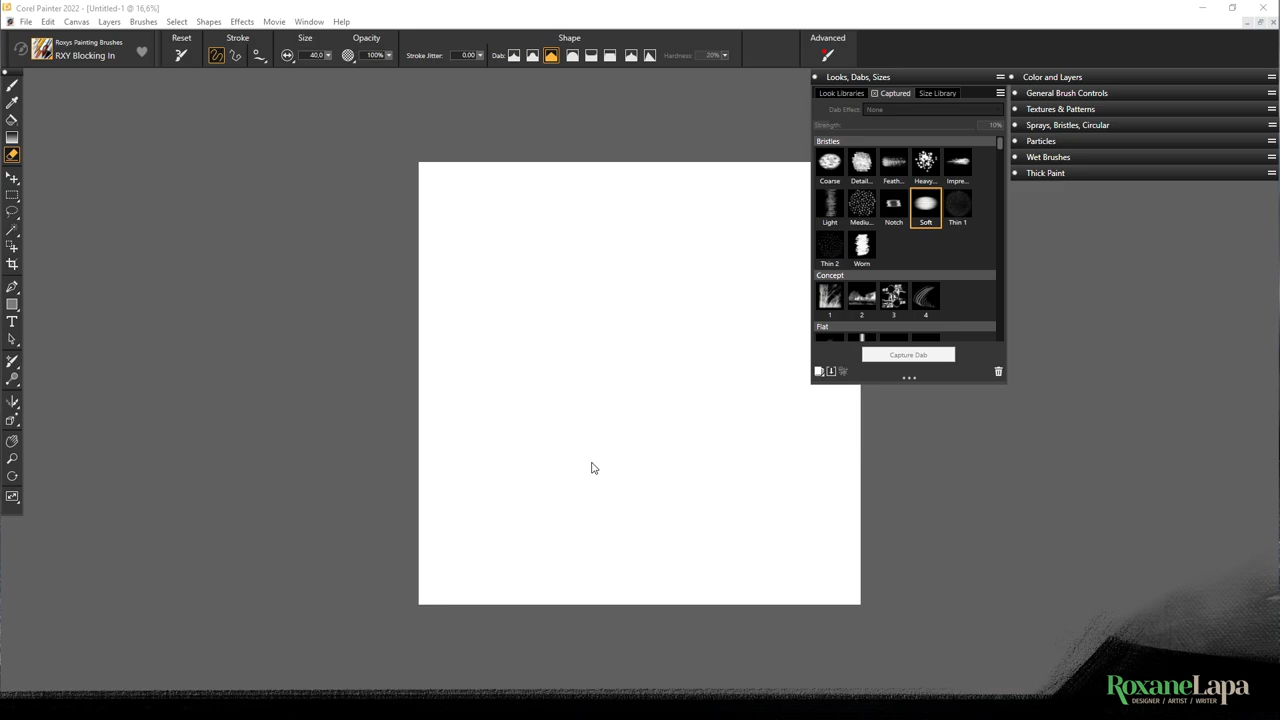 Corel Painter 2022 - [Untitled-1 @ 16,6%]
File Edit Canvas Layers Brushes Select Shapes Effects Movie Window Help
Roxys Painting Brushes
RXY Blocking In
Reset
Stroke
Size
40.0
Opacity
100%
Stroke Jitter: 0.00
Shape
Dab:
Hardness: 20%
Advanced
Looks, Dabs, Sizes
Look Libraries Captured Size Library
Dab Effect: None
Strength: 10%
Bristles
Coarse Detail... Feath... Heavy... Impre...
Light Mediu... Notch Soft Thin 1
Thin 2 Worn
Concept
1 2 3 4
Flat
Capture Dab
Color and Layers
General Brush Controls
Textures & Patterns
Sprays, Bristles, Circular
Particles
Wet Brushes
Thick Paint
RoxaneLapa
DESIGNER / ARTIST / WRITER